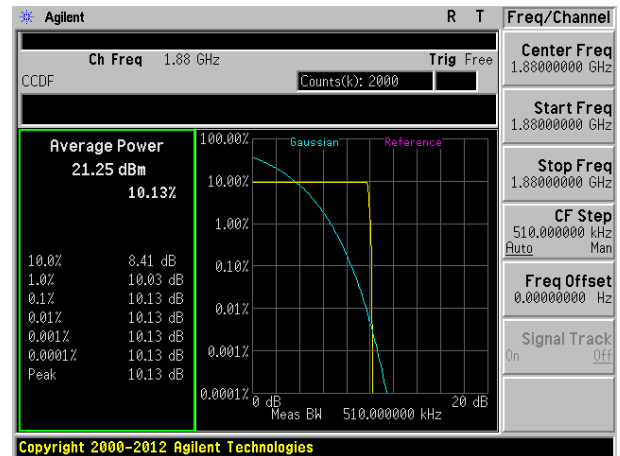 Agilent R T Freq/Channel
Ch Freq 1.88 GHz Trig Free
CCDF Counts(k): 2000
Average Power
21.25 dBm
10.13%
10.0% 8.41 dB
1.0% 10.03 dB
0.1% 10.13 dB
0.01% 10.13 dB
0.001% 10.13 dB
0.0001% 10.13 dB
Peak 10.13 dB
100.00% Gaussian Reference
10.00%
1.00%
0.10%
0.01%
0.001%
0.0001%
0 dB 20 dB
Meas BW 510.000000 kHz
Center Freq
1.88000000 GHz
Start Freq
1.88000000 GHz
Stop Freq
1.88000000 GHz
CF Step
510.000000 kHz
Auto Man
Freq Offset
0.00000000 Hz
Signal Track
On Off
Copyright 2000-2012 Agilent Technologies